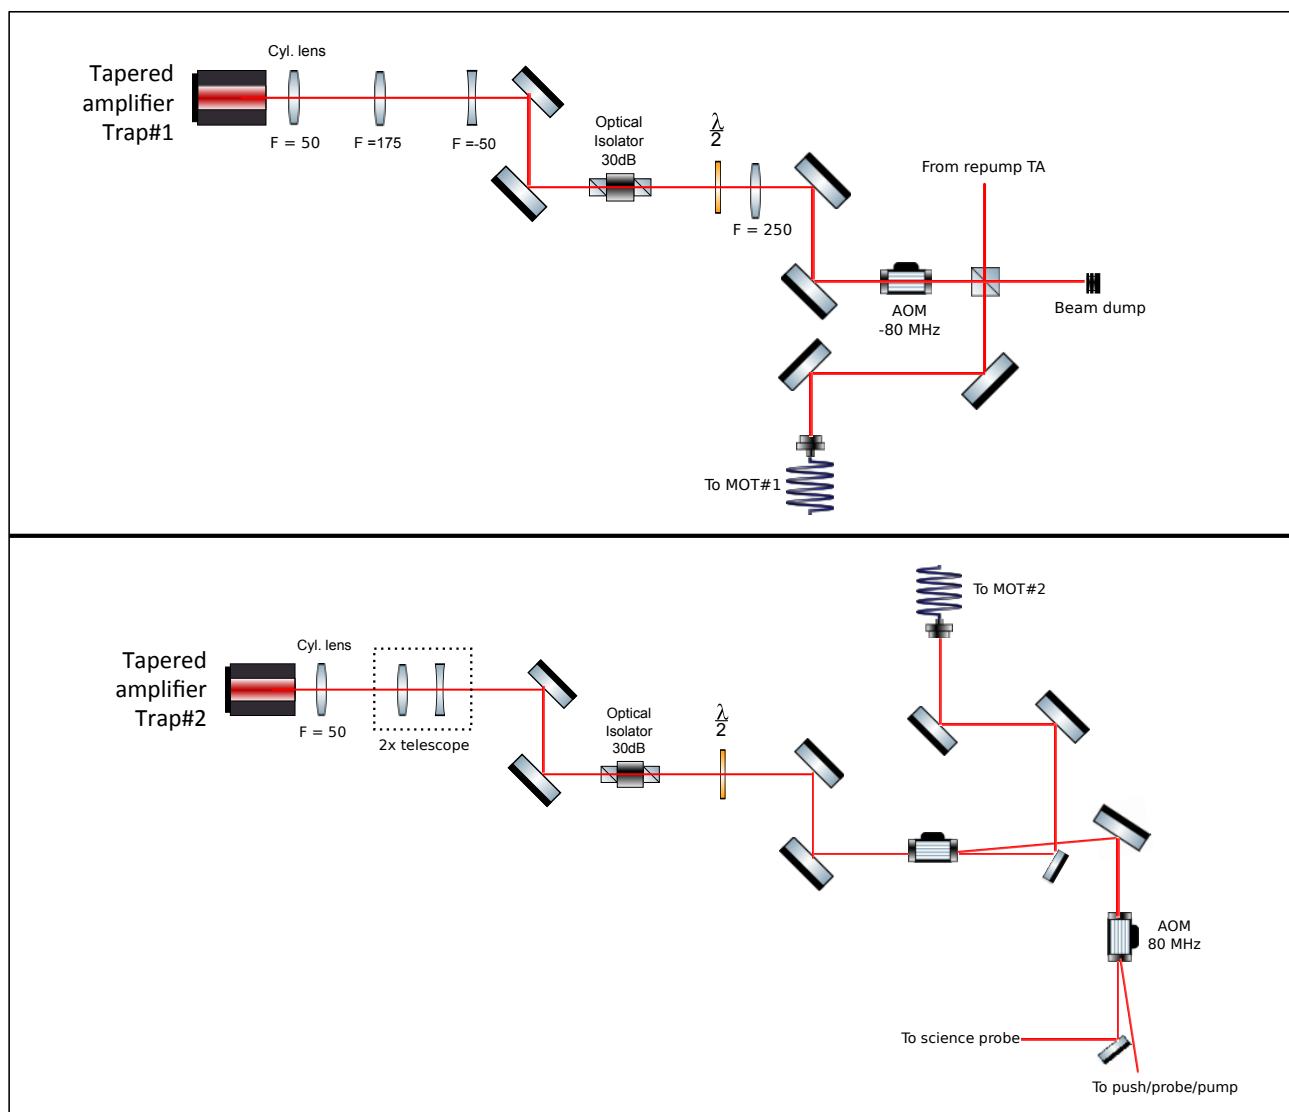 Cyl. lens
Tapered
amplifier
Trap#1
F = 50
F =175
F =-50
Optical
Isolator
30dB
λ
2
F = 250
From repump TA
AOM
-80 MHz
Beam dump
To MOT#1
To MOT#2
Cyl. lens
Tapered
amplifier
Trap#2
F = 50
2x telescope
Optical
Isolator
30dB
λ
2
AOM
80 MHz
To science probe
To push/probe/pump